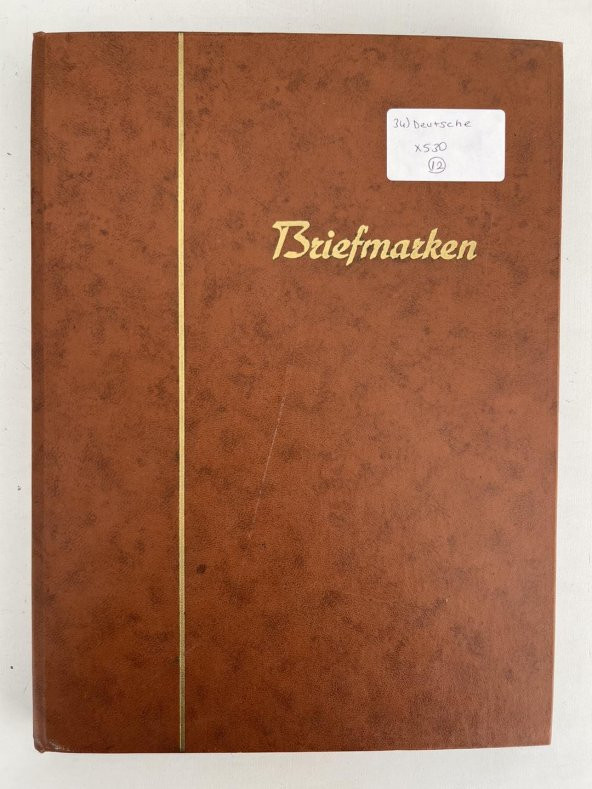 34) Deutsche
x530
12
Briefmarken